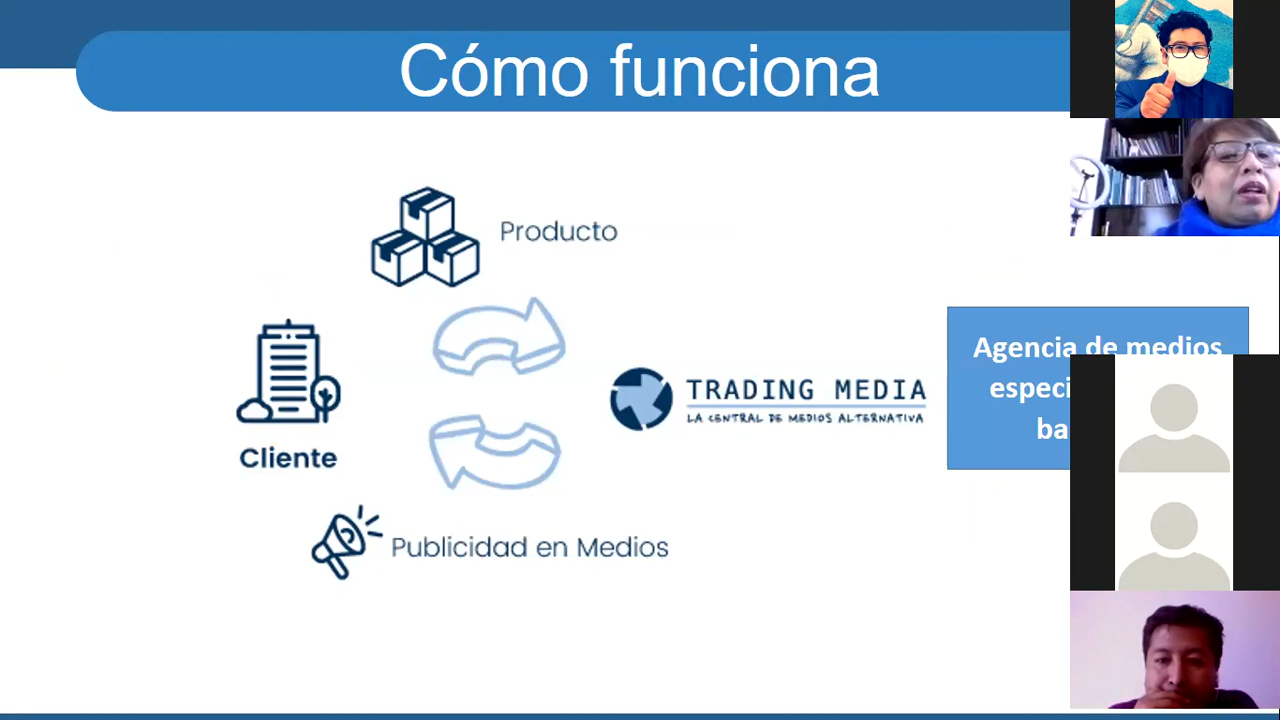 Cómo funciona
Producto
TRADING MEDIA
LA CENTRAL DE MEDIOS ALTERNATIVA
Agencia de medios
Cliente
Publicidad en Medios